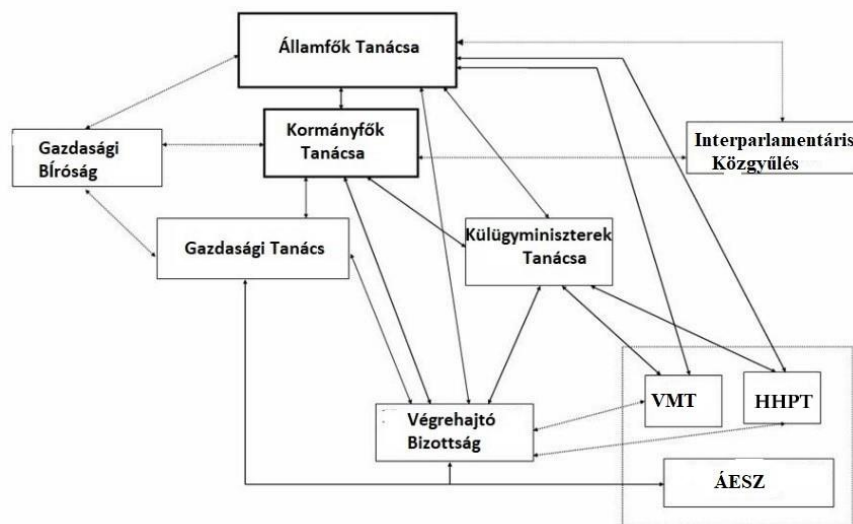 Államfők Tanácsa
Kormányfők
Tanácsa
Gazdasági
BÍróság
Interparlamentáris
Közgyűlés
Gazdasági Tanács
Külügyminiszterek
Tanácsa
VMT
HHPT
Végrehajtó
Bizottság
ÁESZ